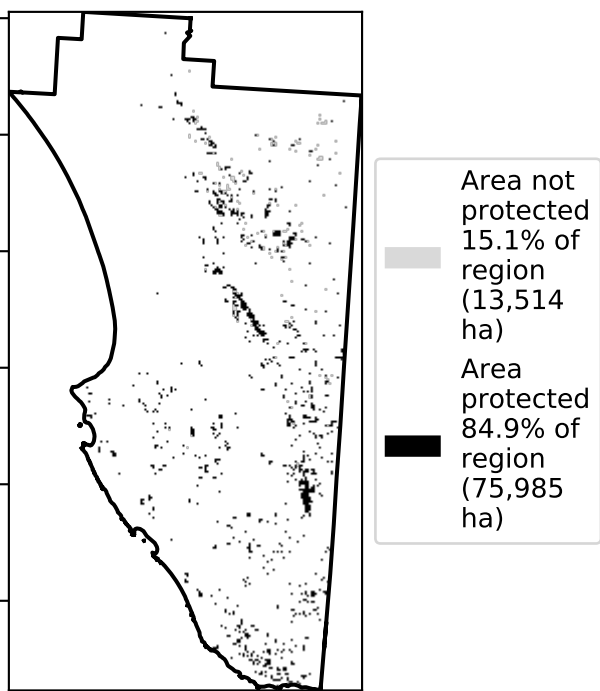 Area not
protected
15.1% of
region
(13,514
ha)
Area
protected
84.9% of
region
(75,985
ha)